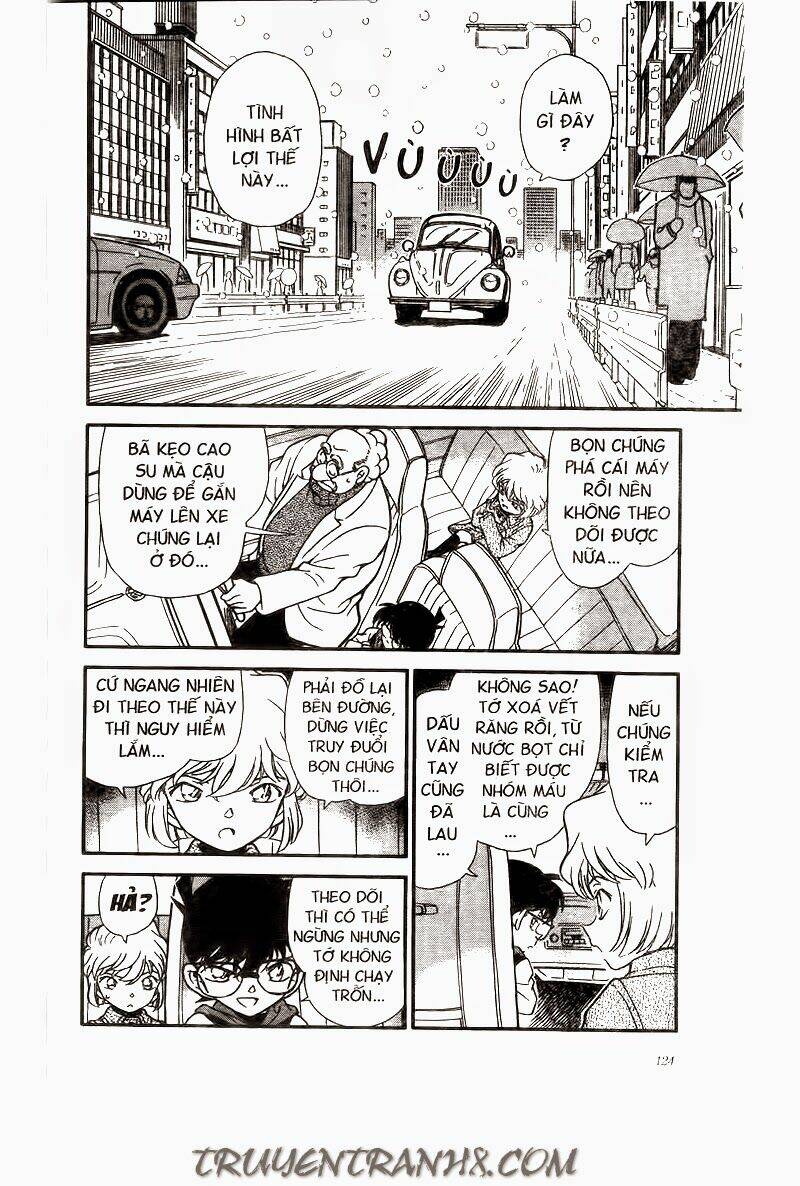 LÀM
GÌ ĐÂY
?
TÌNH
HÌNH BẤT
LỢI THẾ
NÀY...
VÙÙÙÙ
BỌN CHÚNG
PHÁ CÁI MÁY
RỒI NÊN
KHÔNG THEO
DÕI ĐƯỢC
NỮA...
BÃ KẸO CAO
SU MÀ CẬU
DÙNG ĐỂ GẮN
MÁY LÊN XE
CHÚNG LẠI
Ở ĐÓ...
NẾU
CHÚNG
KIỂM
TRA
...
KHÔNG SAO!
TỚ XOÁ VẾT
RĂNG RỒI, TỪ
NƯỚC BỌT CHỈ
BIẾT ĐƯỢC
NHÓM MÁU
LÀ CÙNG
...
DẤU
VÂN
TAY
CŨNG
ĐÃ
LAU
...
PHẢI ĐỒ LẠI
BÊN ĐƯỜNG,
DỪNG VIỆC
TRUY ĐUỔI
BỌN CHÚNG
THÔI...
CỨ NGANG NHIÊN
ĐI THEO THẾ NÀY
THÌ NGUY HIỂM
LẮM...
THEO DÕI
THÌ CÓ THỂ
NGỪNG NHƯNG
TỚ KHÔNG
ĐỊNH CHẠY
TRỐN...
HẢ?
124
TRUYENTRANH8.COM